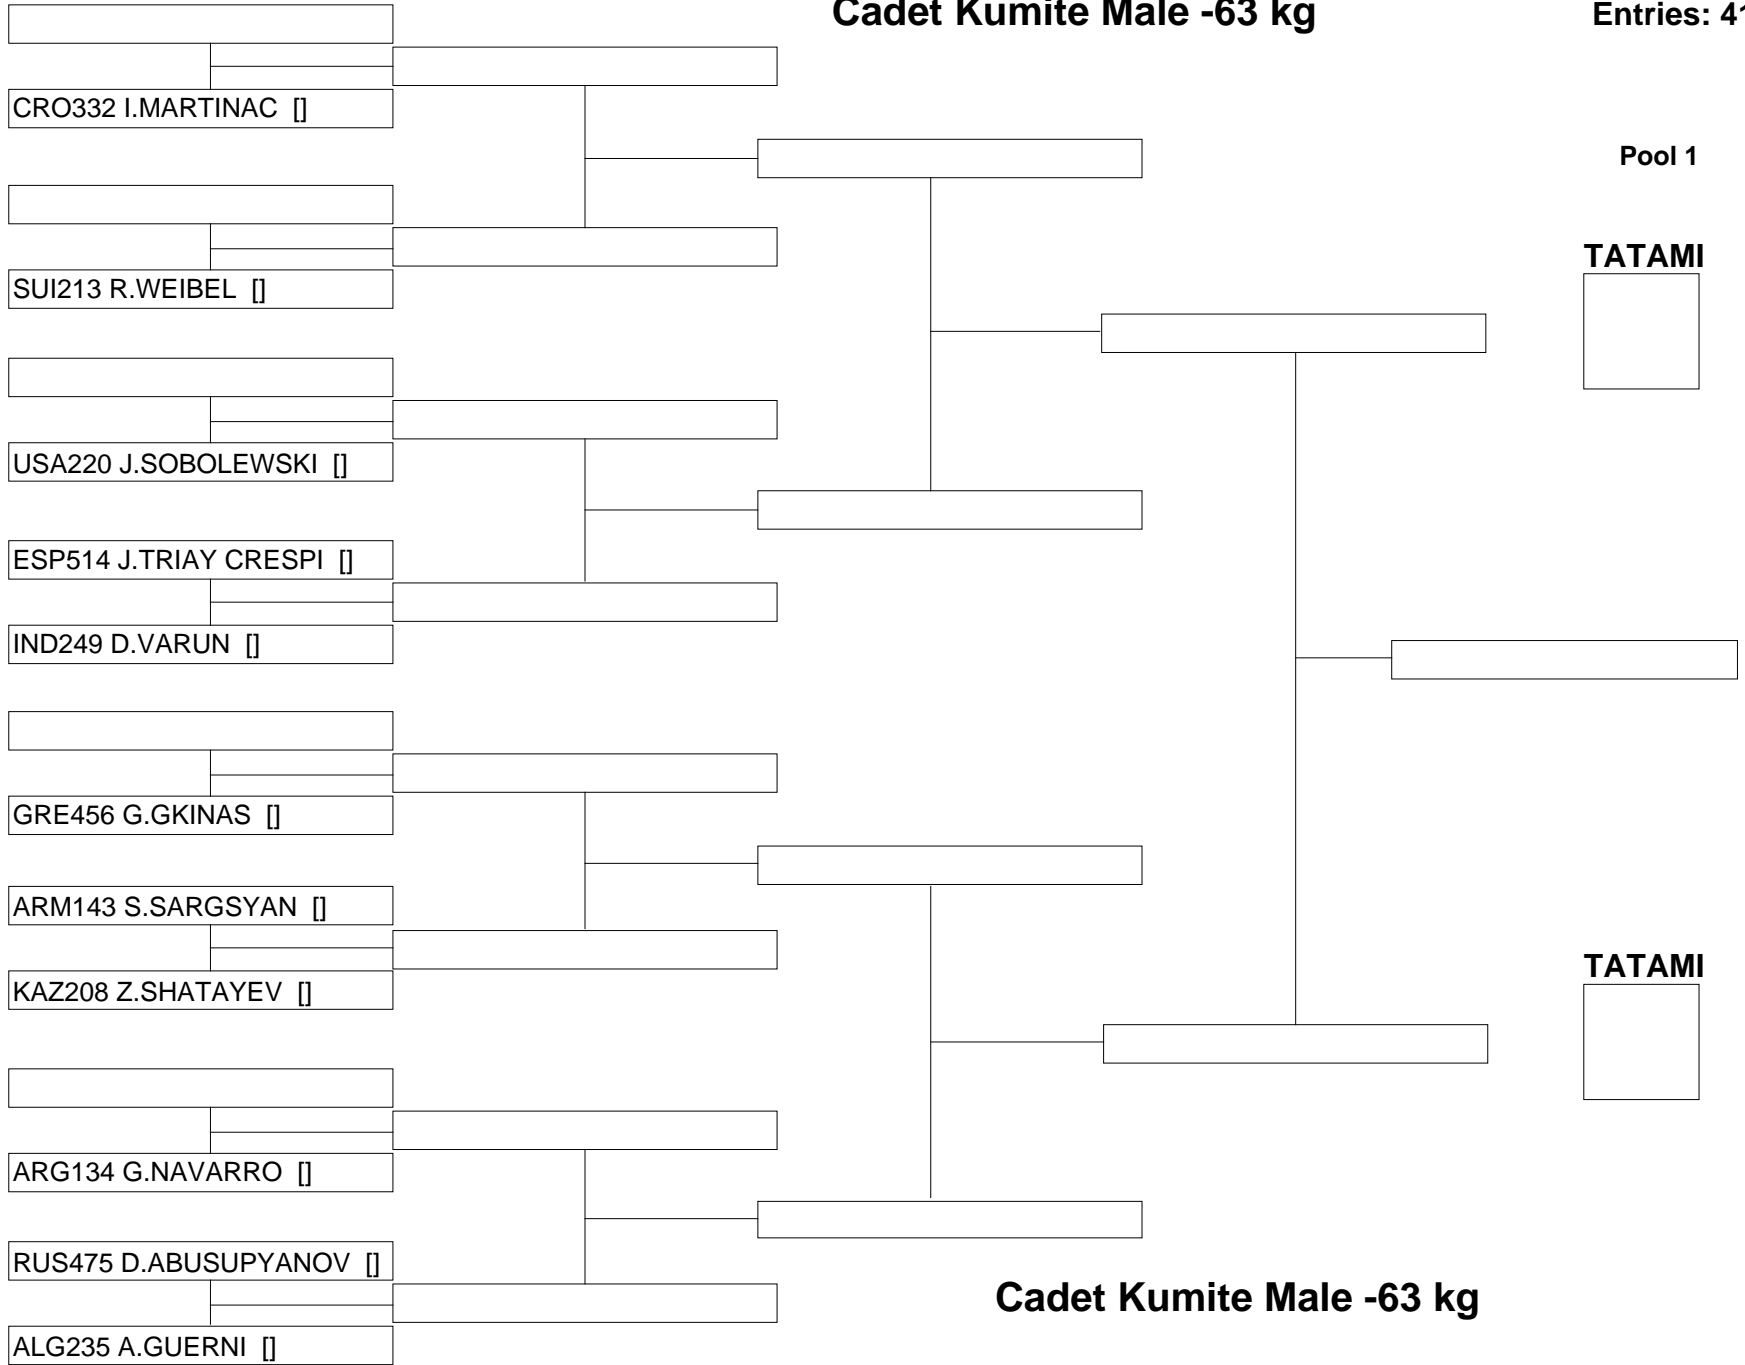 Cadet Kumite Male -63 kg
Entries: 41
CRO332 I.MARTINAC []
Pool 1
SUI213 R.WEIBEL []
TATAMI
USA220 J.SOBOLEWSKI []
ESP514 J.TRIAY CRESPI []
IND249 D.VARUN []
GRE456 G.GKINAS []
ARM143 S.SARGSYAN []
KAZ208 Z.SHATAYEV []
TATAMI
ARG134 G.NAVARRO []
RUS475 D.ABUSUPYANOV []
Cadet Kumite Male -63 kg
ALG235 A.GUERNI []